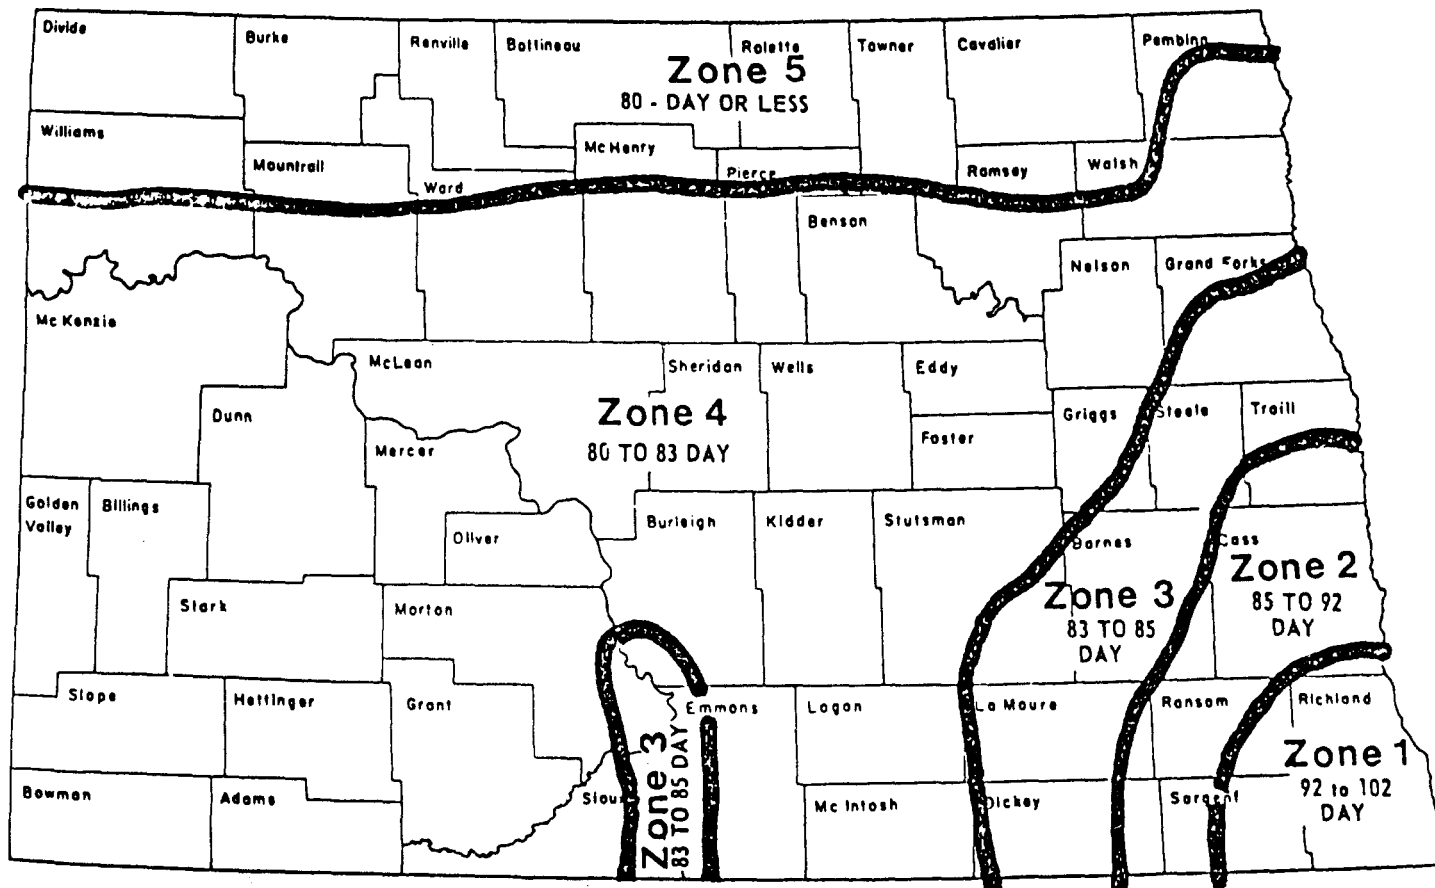 Divide
Burke
Renville
Bottineau
Rolette
Towner
Cavalier
Pembina
Zone 5
80 - DAY OR LESS
Williams
Mountrail
Ward
McHenry
Pierce
Ramsey
Walsh
Benson
Nelson
Grand Forks
McKenzie
McLean
Sheridan
Wells
Eddy
Dunn
Zone 4
80 TO 83 DAY
Griggs
Steele
Traill
Foster
Mercer
Golden
Valley
Billings
Oliver
Burleigh
Kidder
Stutsman
Barnes
Cass
Zone 2
85 TO 92
DAY
Zone 3
83 TO 85
DAY
Stark
Morton
Slope
Hettinger
Grant
Emmons
Logan
La Moure
Ransom
Richland
Zone 1
92 to 102
DAY
Bowman
Adams
Sioux
Zone 3
83 TO 85 DAY
Mc Intosh
Dickey
Sargent